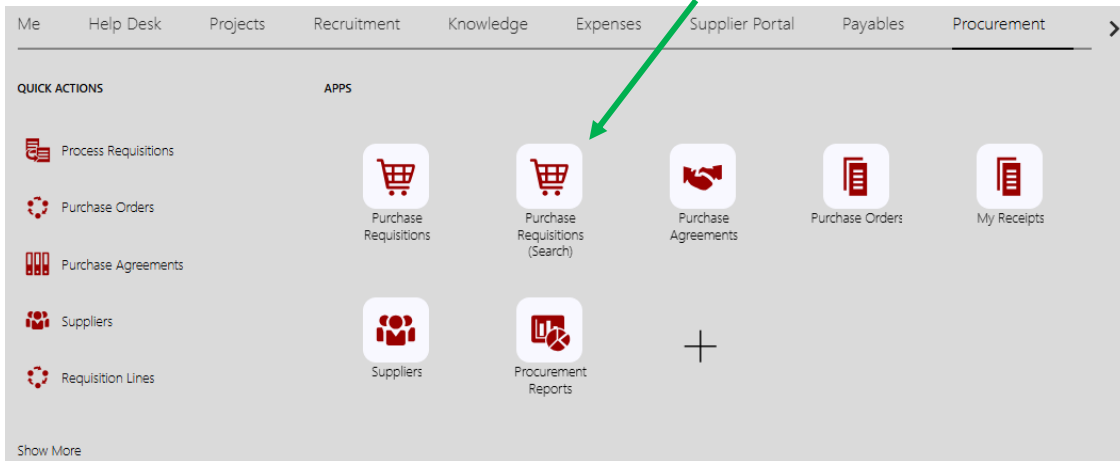 Me Help Desk Projects Recruitment Knowledge Expenses Supplier Portal Payables Procurement
QUICK ACTIONS
Process Requisitions
Purchase Orders
Purchase Agreements
Suppliers
Requisition Lines
Show More
APPS
Purchase
Requisitions
Purchase
Requisitions
(Search)
Purchase
Agreements
Purchase Orders
My Receipts
Suppliers
Procurement
Reports